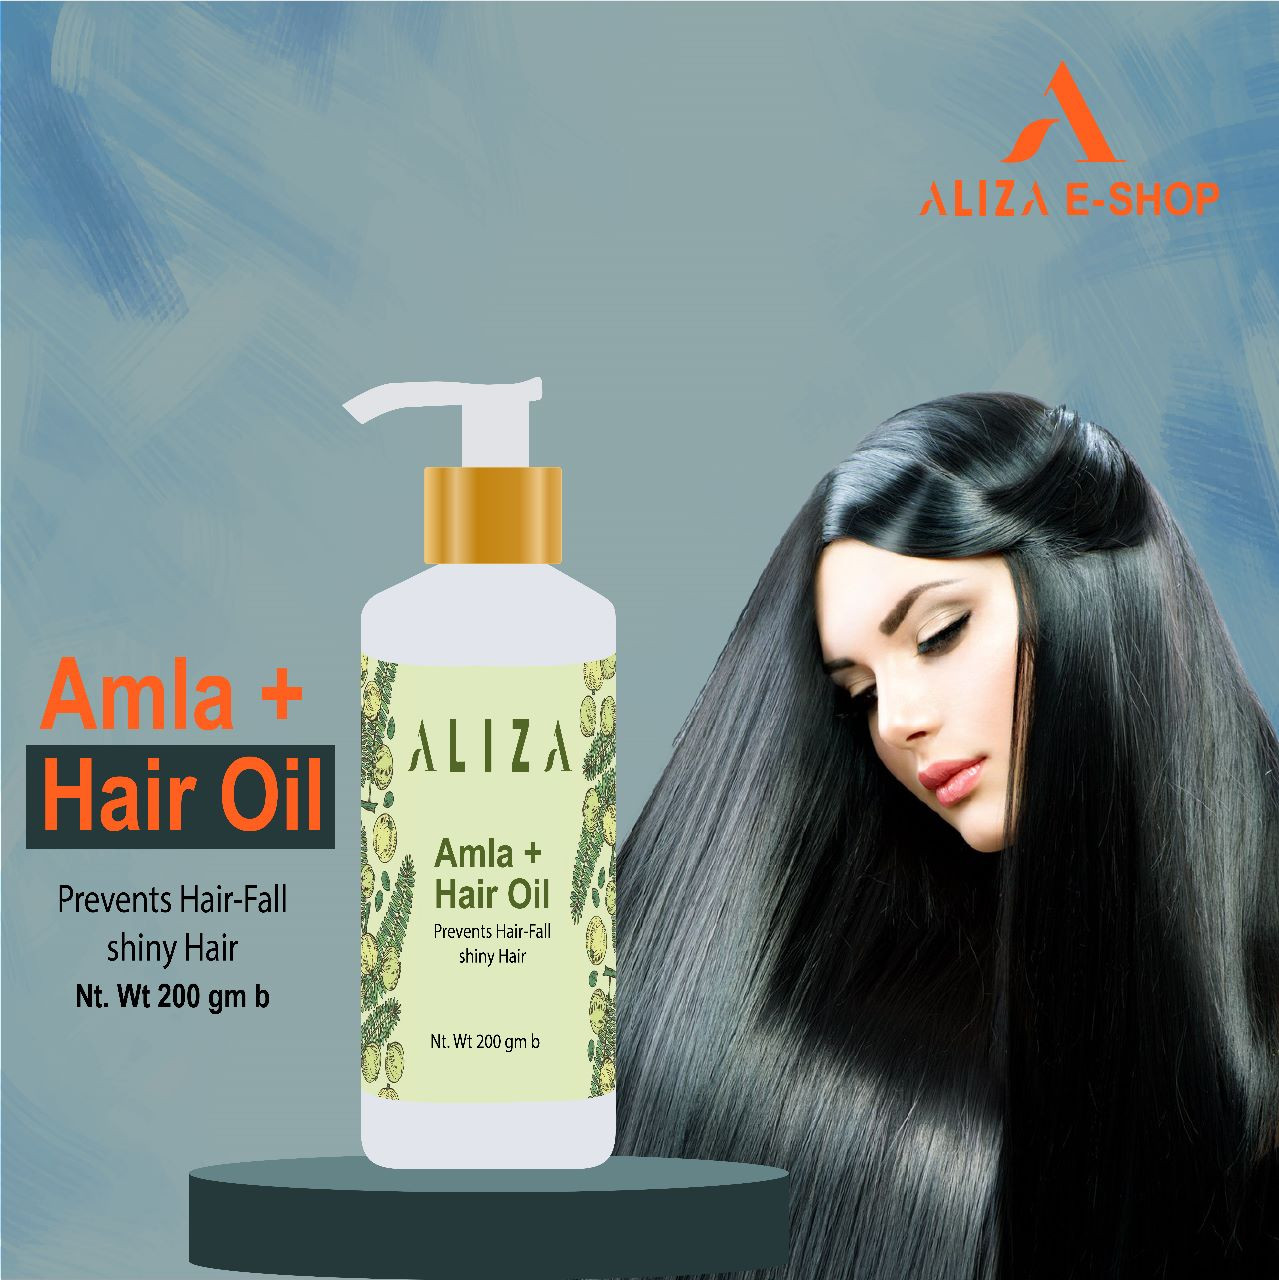 ALIZA E-SHOP
Amla +
Hair Oil
Prevents Hair-Fall
shiny Hair
Nt. Wt 200 gm b
ALIZA
Amla +
Hair Oil
Prevents Hair-Fall
shiny Hair
Nt. Wt 200 gm b